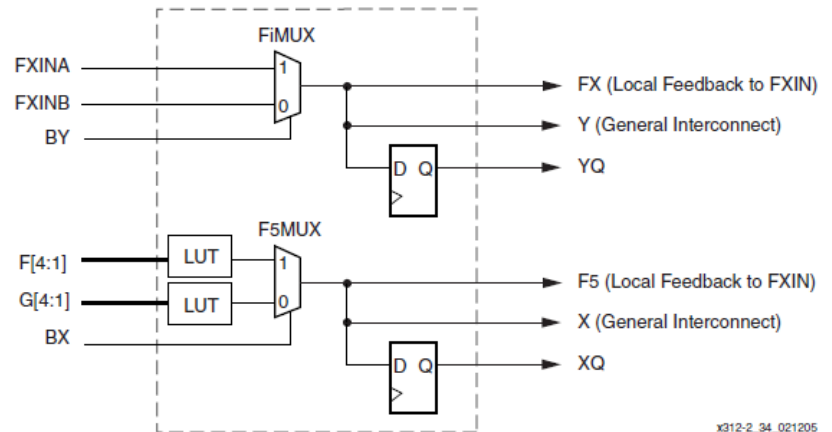 FiMUX
FXINA
1
FX (Local Feedback to FXIN)
FXINB
0
Y (General Interconnect)
BY
D Q
YQ
F5MUX
F[4:1]
LUT
1
F5 (Local Feedback to FXIN)
G[4:1]
LUT
0
X (General Interconnect)
BX
D Q
XQ
x312-2_34_021205